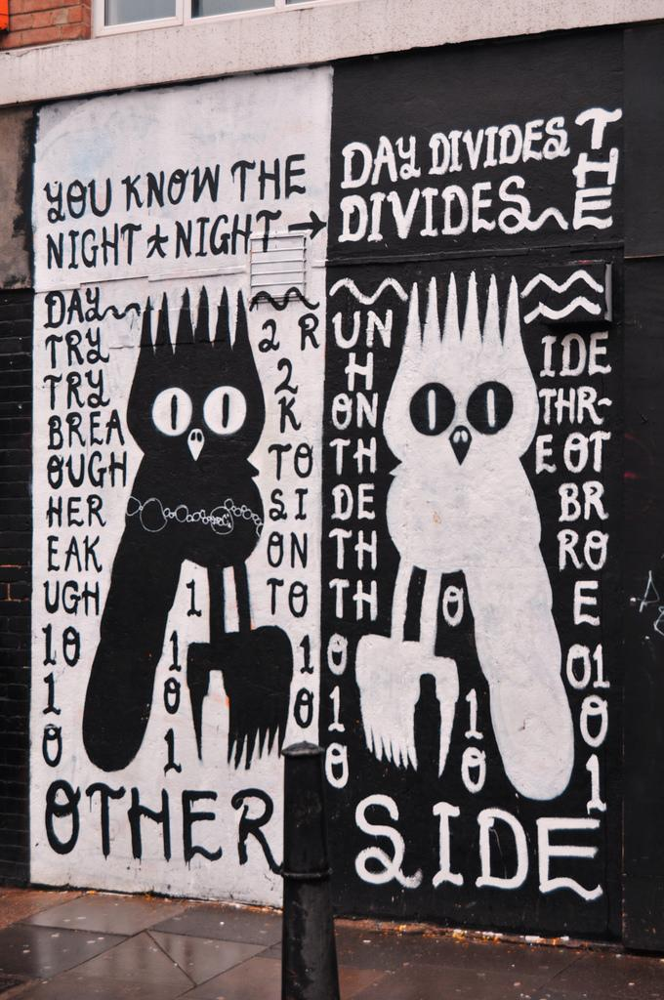 YOU KNOW THE
NIGHT NIGHT →
DAY
TRY
TRY
BREA
OUGH
HER
EAK
UGH
10
1
0
2 R
2
K
TO
SI
ON
TO
1
0
1
1
0
1
OTHER
DAY DIVIDES THE
DIVIDES
UN
H
ON
TH
DE
TH
TH
0
1
0
IDE
THR-
EOT
BR
RO
E
01
0
1
0
1
0
SIDE